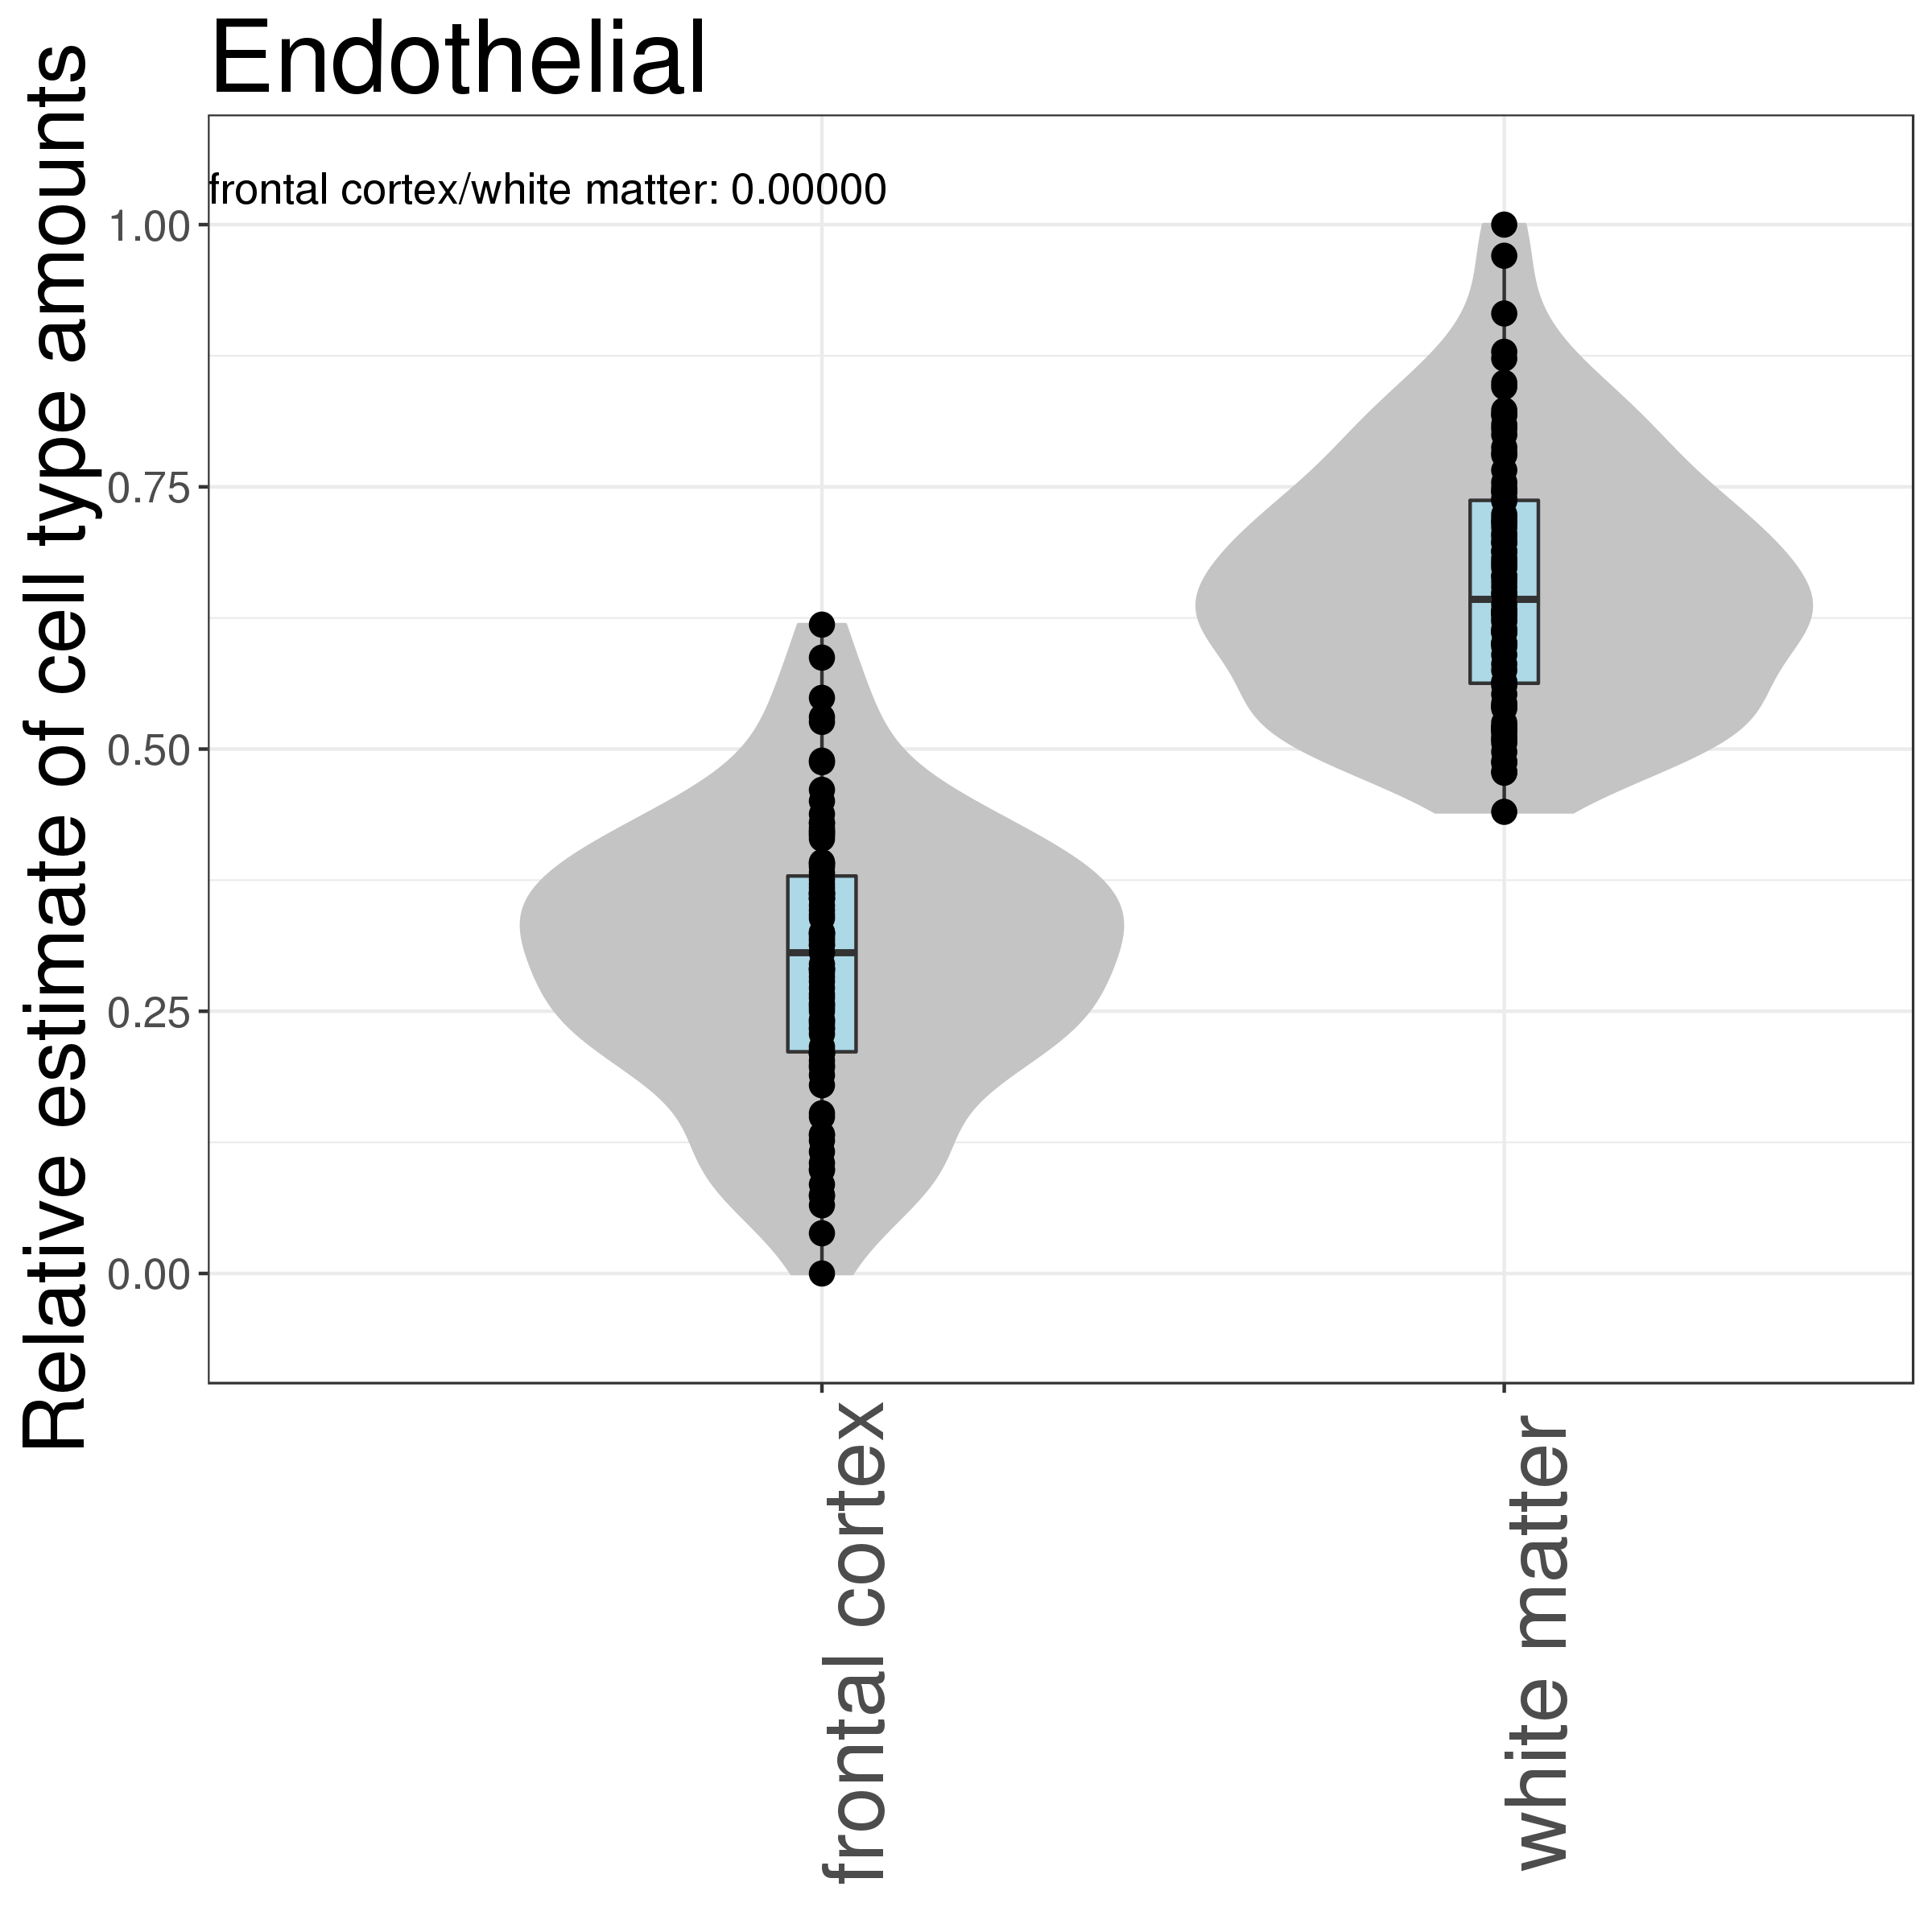 Endothelial
Relative estimate of cell type amounts
frontal cortex/white matter: 0.00000
1.00
0.75
0.50
0.25
0.00
frontal cortex
white matter